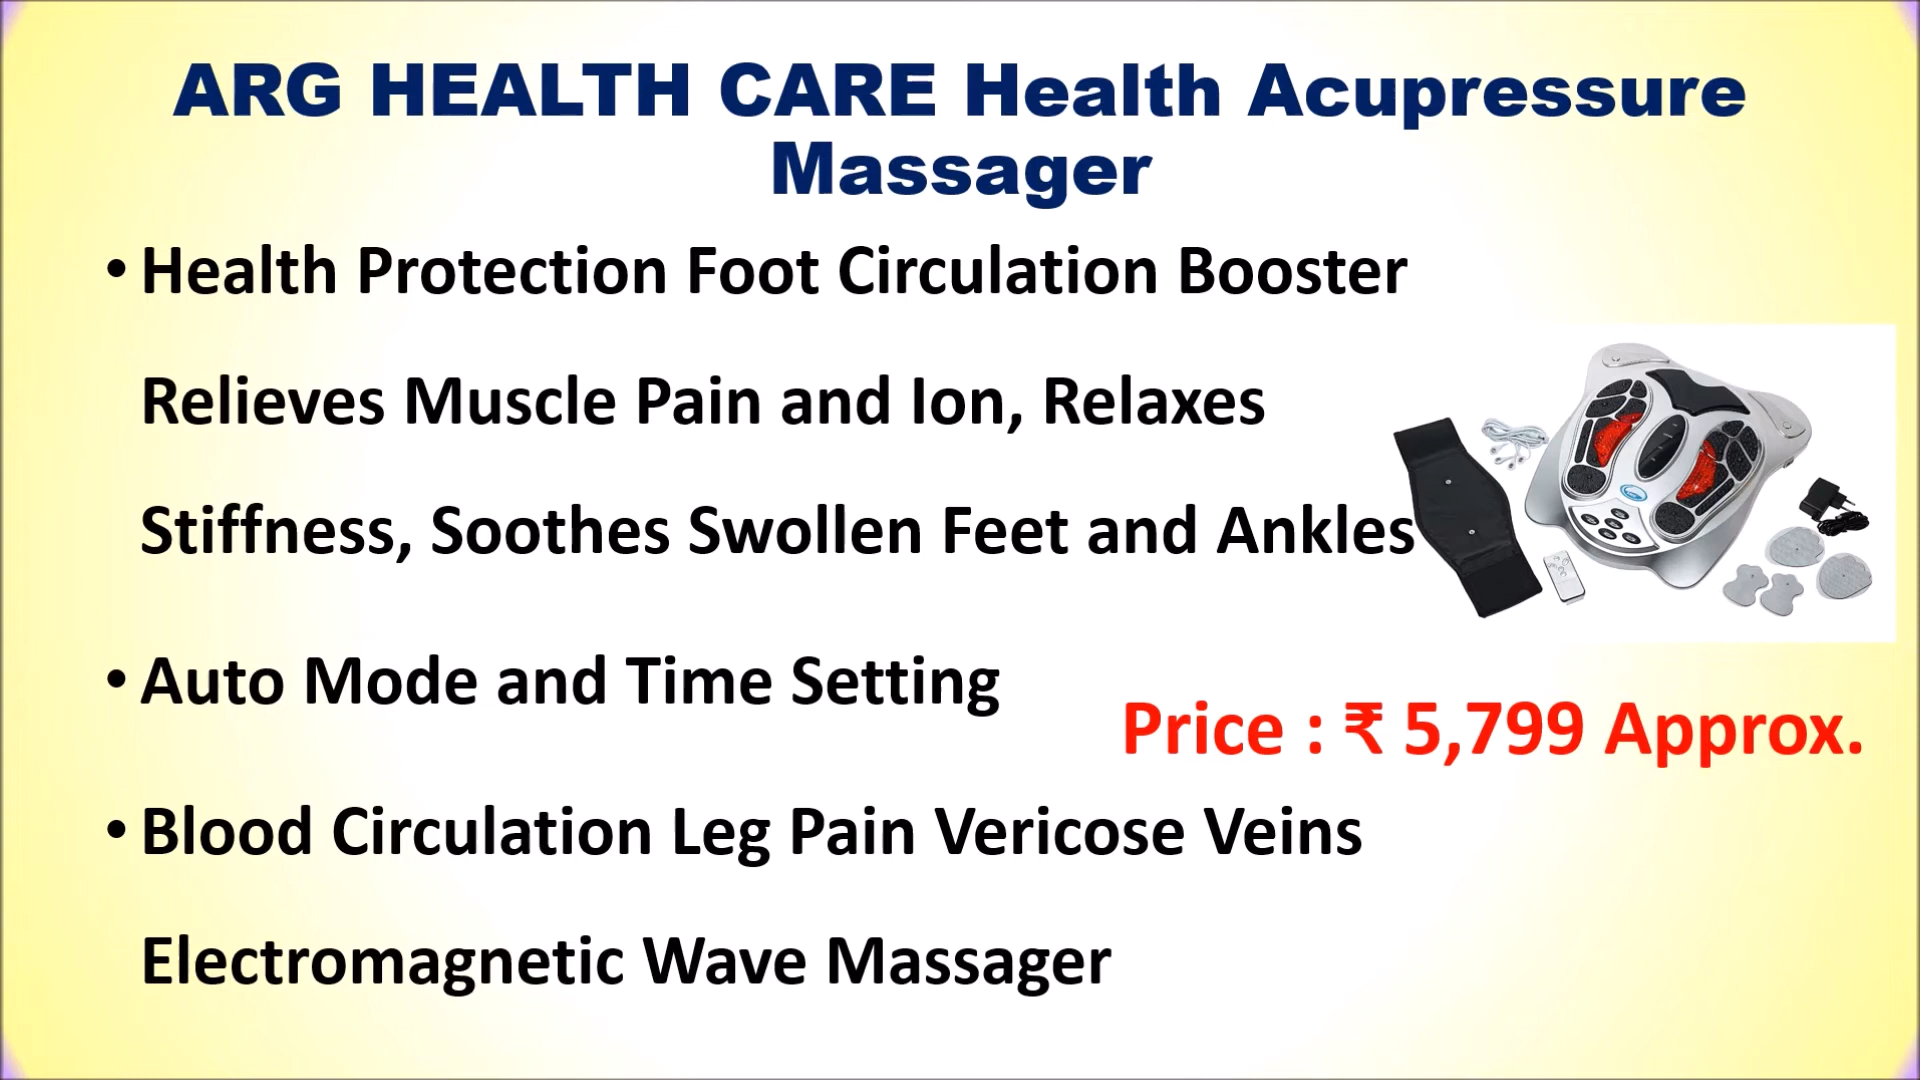 ARG HEALTH CARE Health Acupressure
Massager
• Health Protection Foot Circulation Booster
Relieves Muscle Pain and Ion, Relaxes
Stiffness, Soothes Swollen Feet and Ankles
• Auto Mode and Time Setting
Price : ₹ 5,799 Approx.
• Blood Circulation Leg Pain Vericose Veins
Electromagnetic Wave Massager